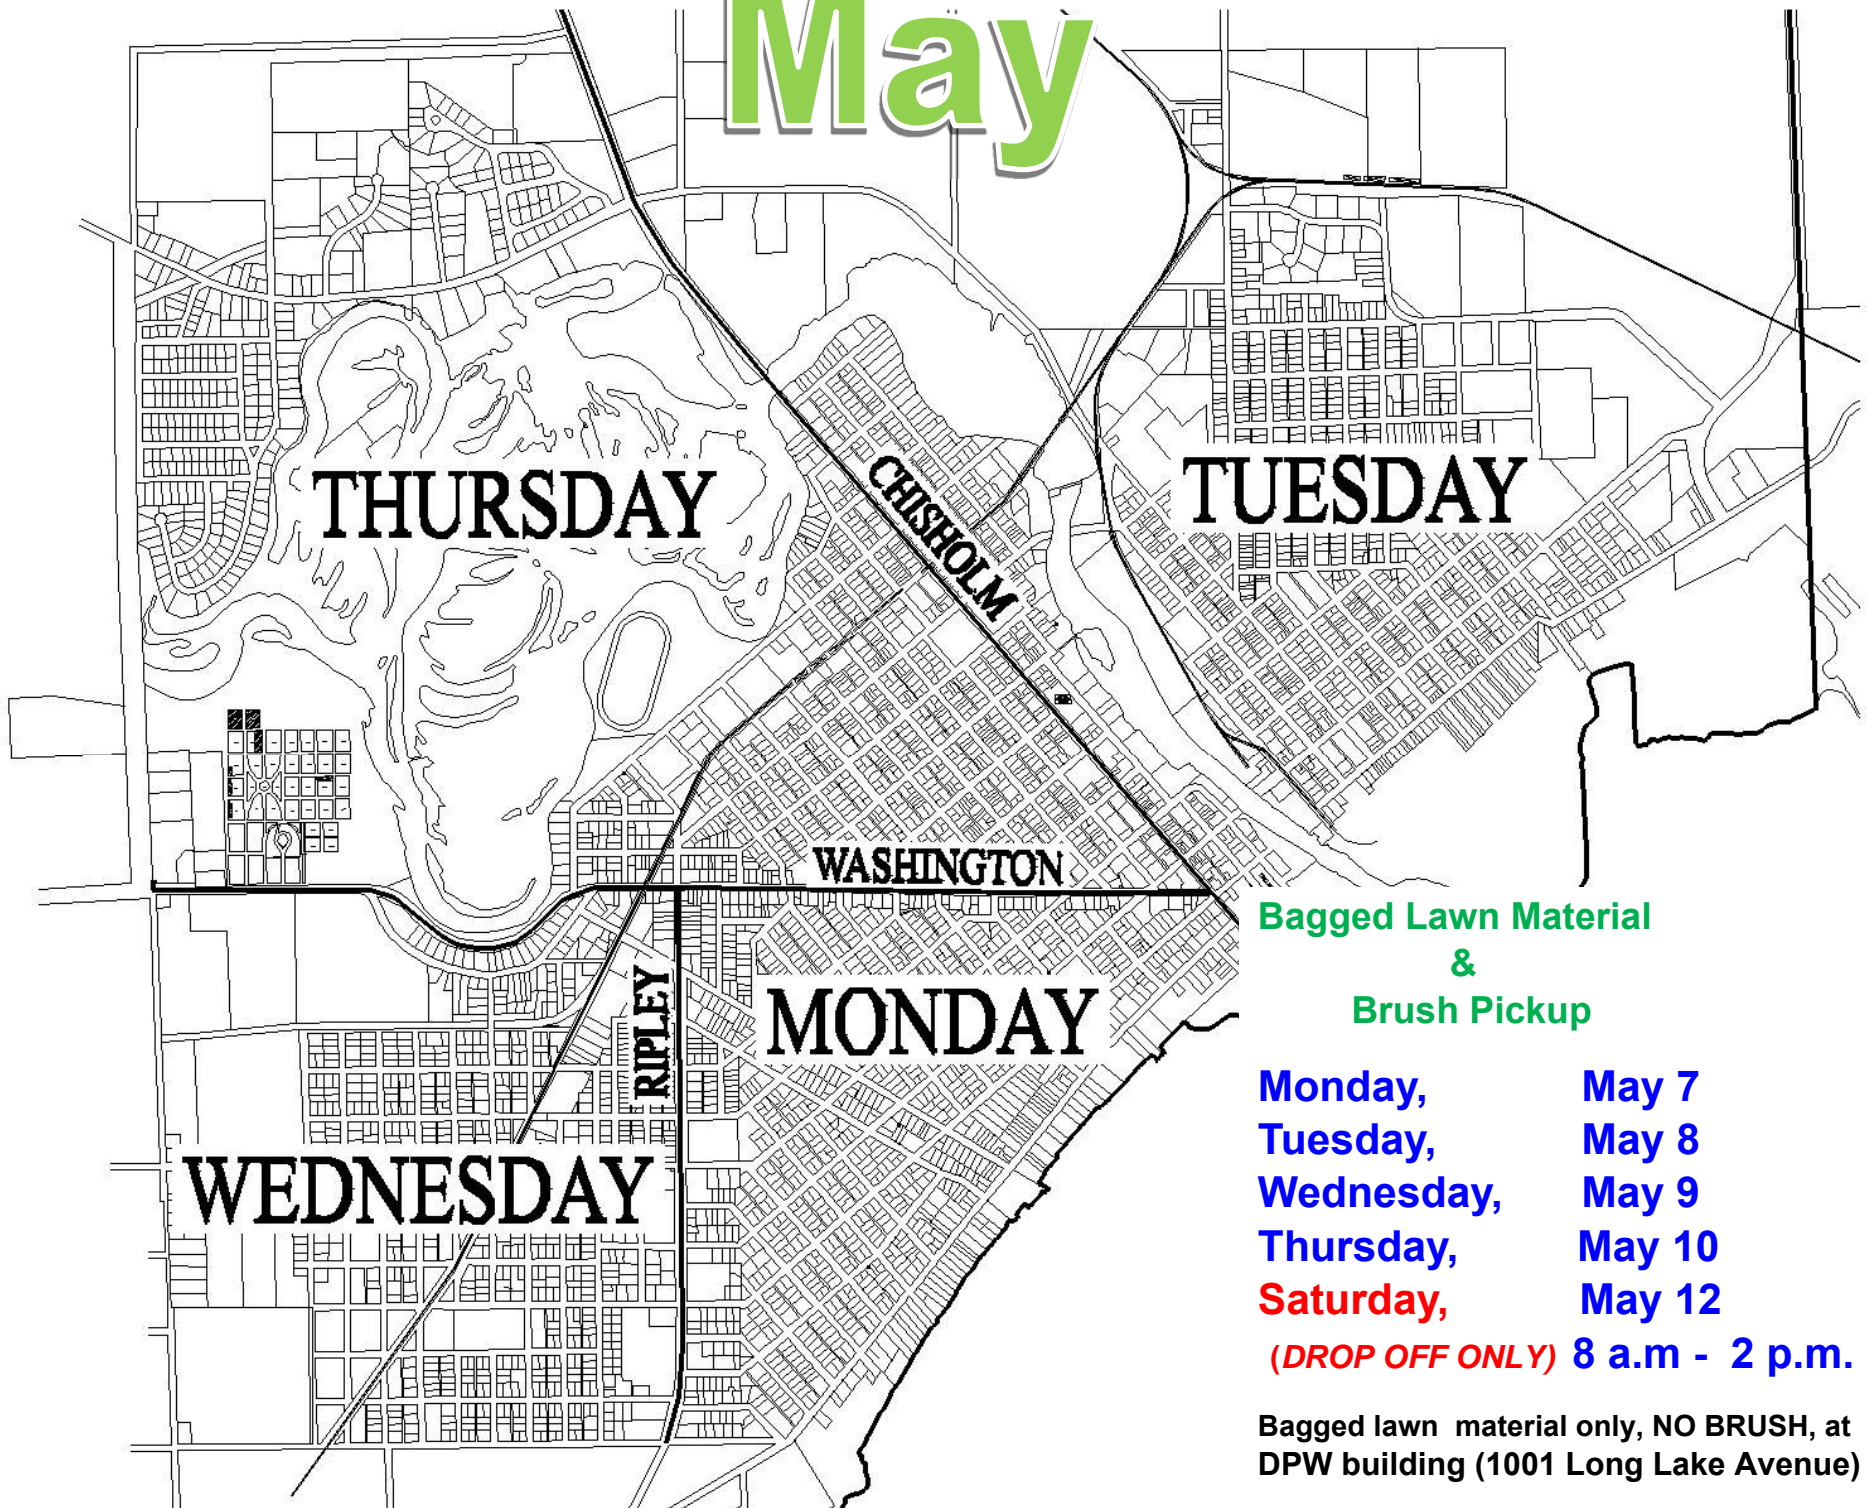 May
THURSDAY
TUESDAY
CHISHOLM
WASHINGTON
RIPLEY
MONDAY
WEDNESDAY
Bagged Lawn Material
&
Brush Pickup
Monday, May 7
Tuesday, May 8
Wednesday, May 9
Thursday, May 10
Saturday, May 12
(DROP OFF ONLY) 8 a.m - 2 p.m.
Bagged lawn material only, NO BRUSH, at
DPW building (1001 Long Lake Avenue)